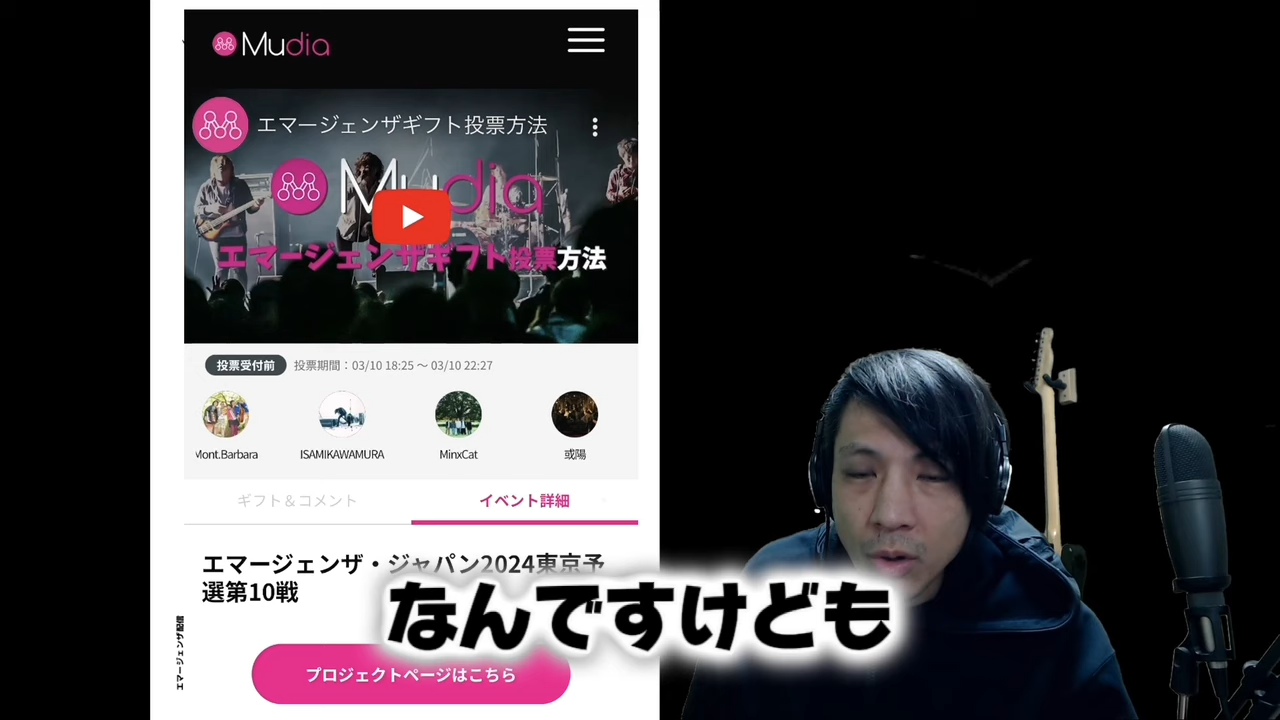 Mudia
エマージェンザギフト投票方法
Mudia
エマージェンザギフト投票方法
投票受付前 投票期間：03/10 18:25 〜 03/10 22:27
Mont.Barbara ISAMIKAWAMURA MinxCat 或陽
ギフト＆コメント イベント詳細
エマージェンザ・ジャパン2024東京予
選第10戦
なんですけども
プロジェクトページはこちら
エマージェンザ配信